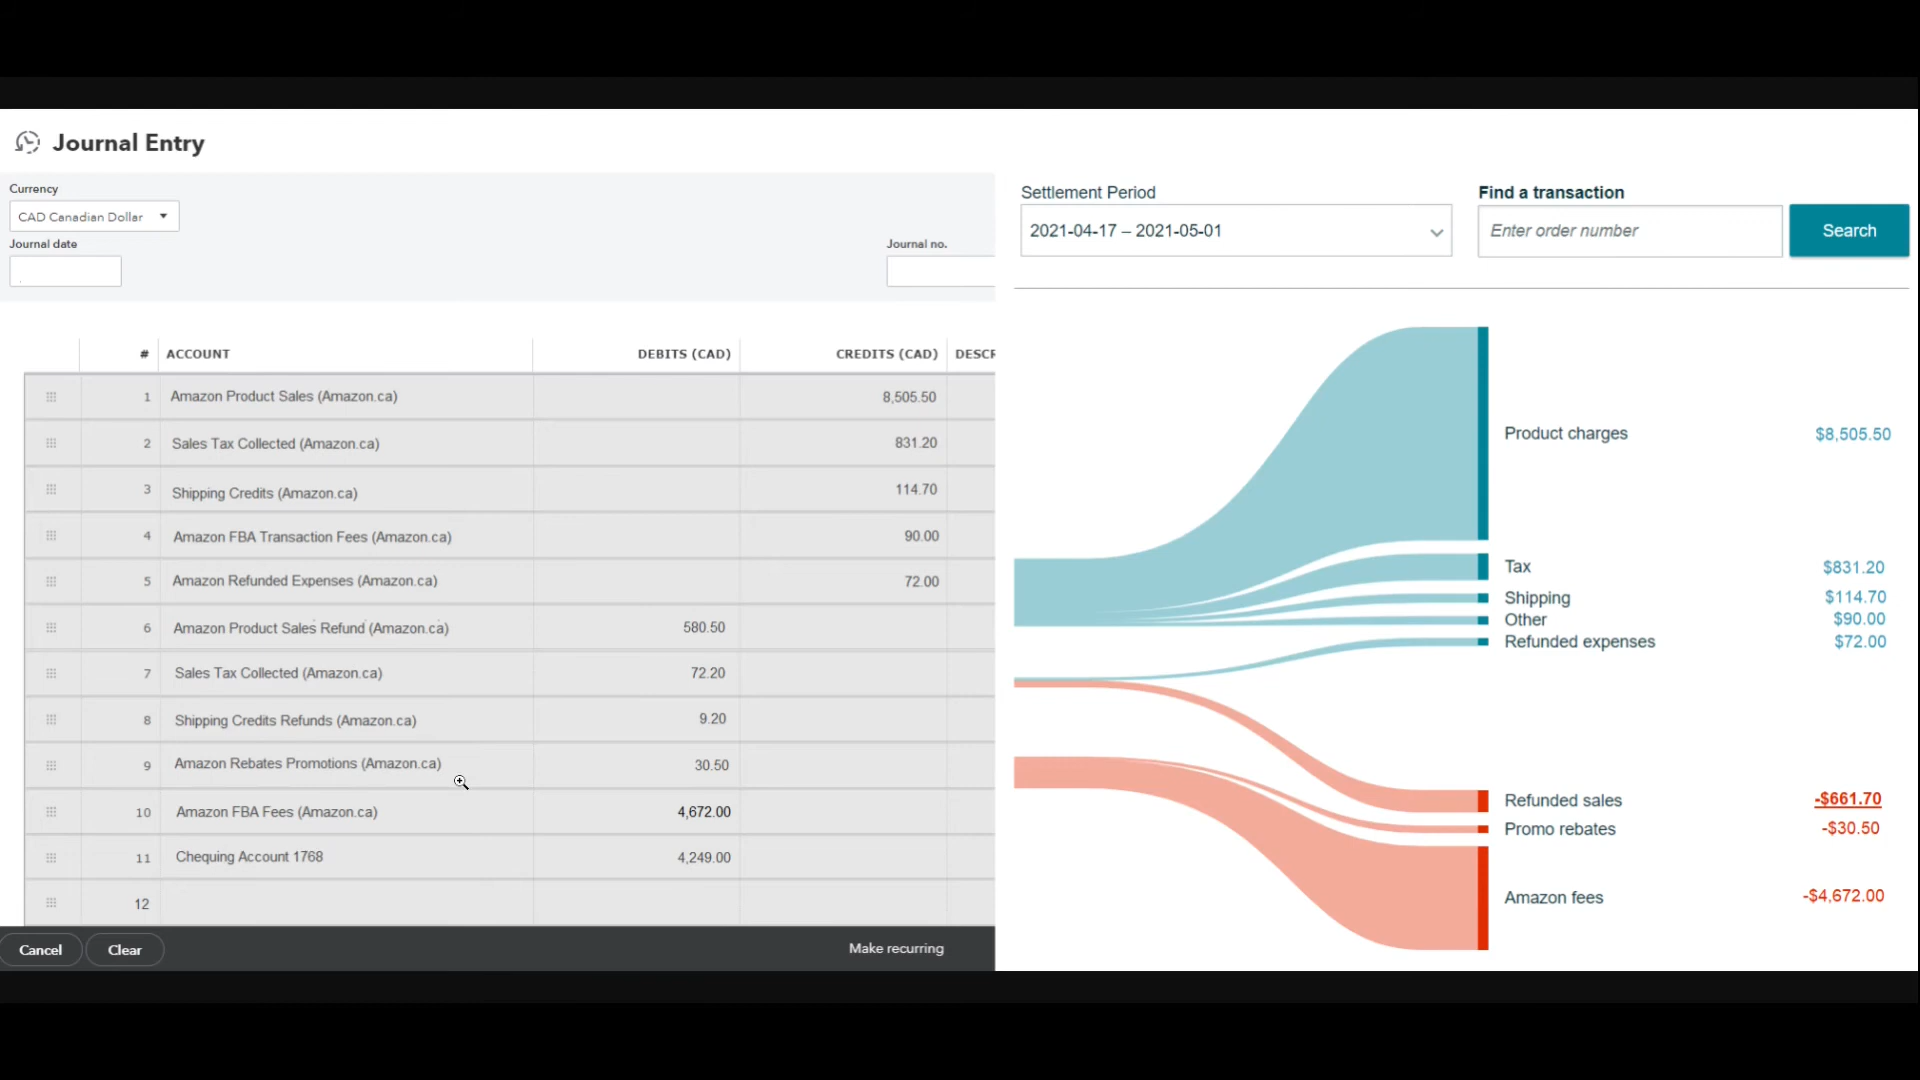 Journal Entry
Currency
CAD Canadian Dollar
Journal date
Journal no.
# ACCOUNT DEBITS (CAD) CREDITS (CAD) DESCR
1 Amazon Product Sales (Amazon.ca) 8,505.50
2 Sales Tax Collected (Amazon.ca) 831.20
3 Shipping Credits (Amazon.ca) 114.70
4 Amazon FBA Transaction Fees (Amazon.ca) 90.00
5 Amazon Refunded Expenses (Amazon.ca) 72.00
6 Amazon Product Sales Refund (Amazon.ca) 580.50
7 Sales Tax Collected (Amazon.ca) 72.20
8 Shipping Credits Refunds (Amazon.ca) 9.20
9 Amazon Rebates Promotions (Amazon.ca) 30.50
10 Amazon FBA Fees (Amazon.ca) 4,672.00
11 Chequing Account 1768 4,249.00
12
Cancel Clear Make recurring
Settlement Period
2021-04-17 – 2021-05-01
Find a transaction
Enter order number
Search
Product charges $8,505.50
Tax $831.20
Shipping $114.70
Other $90.00
Refunded expenses $72.00
Refunded sales -$661.70
Promo rebates -$30.50
Amazon fees -$4,672.00